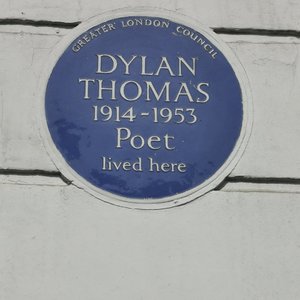 GREATER LONDON COUNCIL
DYLAN
THOMAS
1914-1953
Poet
lived here